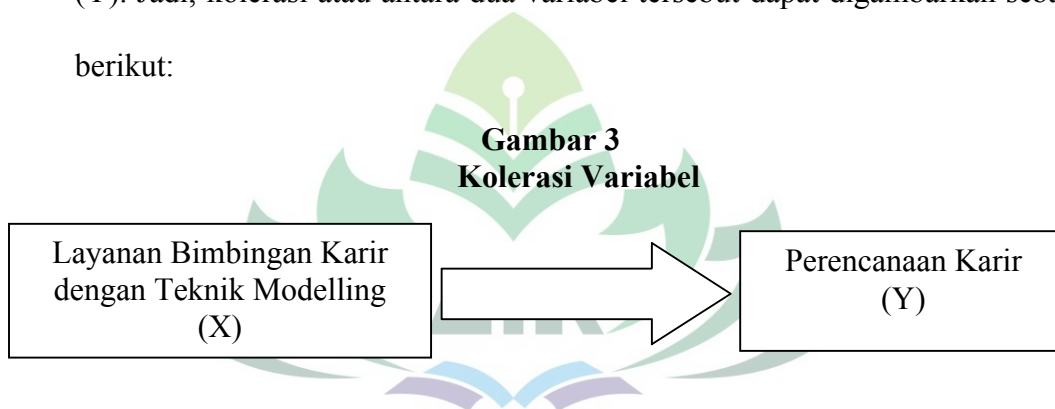 (Y). Jadi, kolerasi atau antara dua variabel tersebut dapat digambarkan
berikut:
Gambar 3
Kolerasi Variabel
Layanan Bimbingan Karir
dengan Teknik Modelling
(X)
Perencanaan Karir
(Y)